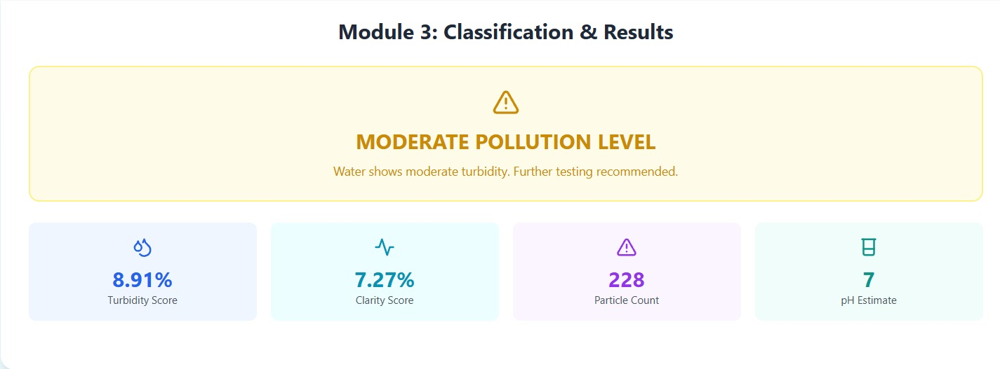 Module 3: Classification & Results
MODERATE POLLUTION LEVEL
Water shows moderate turbidity. Further testing recommended.
8.91%
Turbidity Score
7.27%
Clarity Score
228
Particle Count
7
pH Estimate